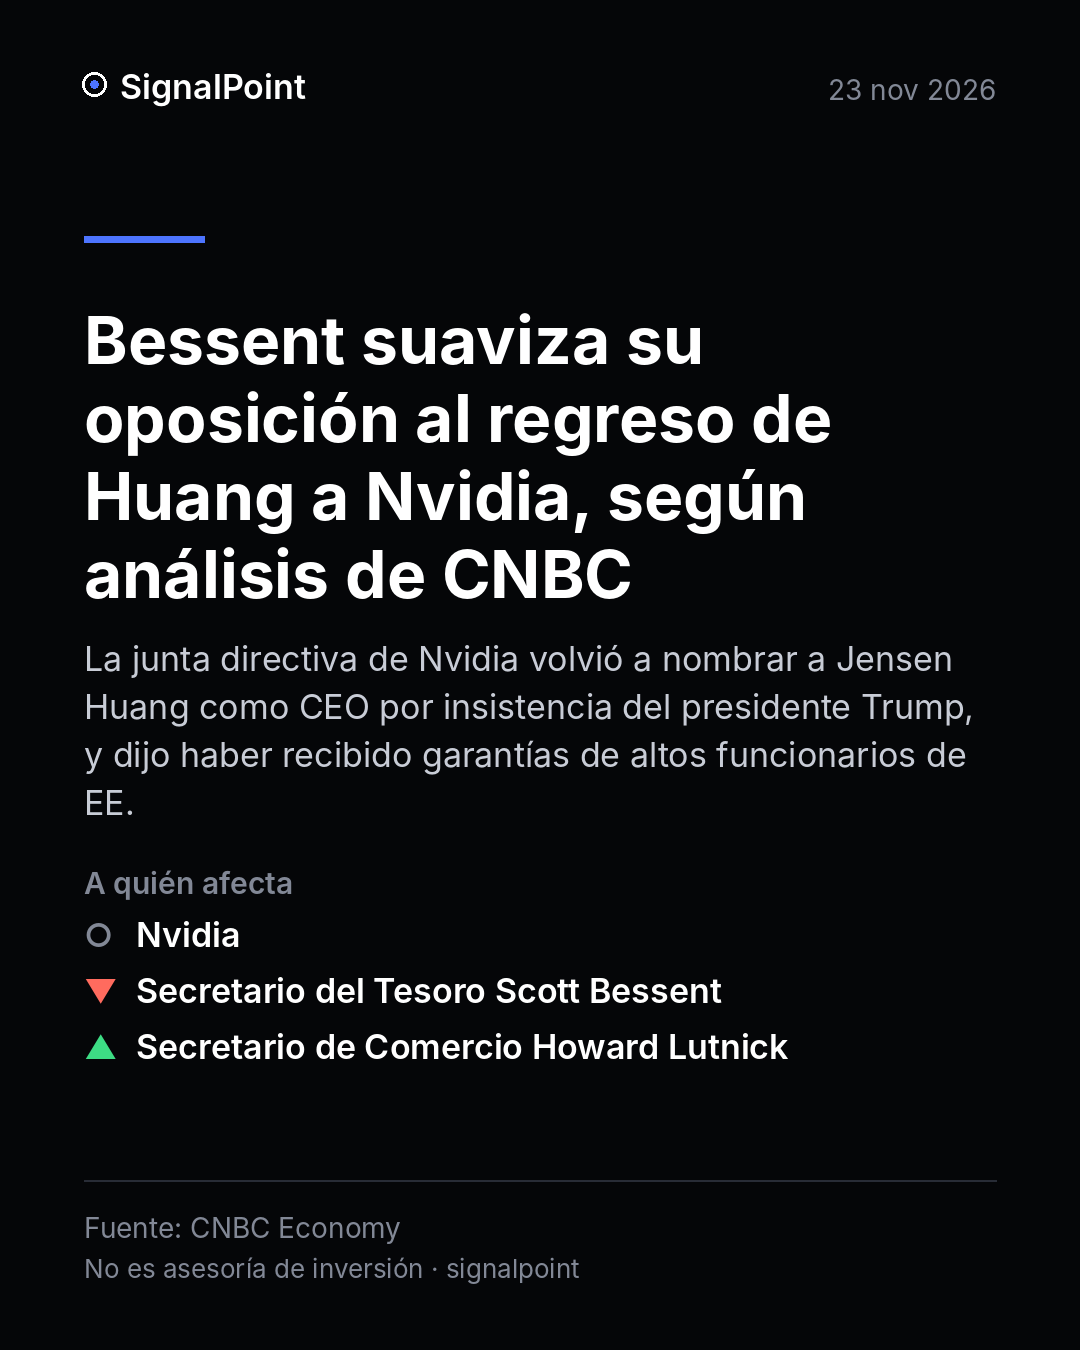 SignalPoint
23 nov 2026
Bessent suaviza su
oposición al regreso de
Huang a Nvidia, según
análisis de CNBC
La junta directiva de Nvidia volvió a nombrar a Jensen
Huang como CEO por insistencia del presidente Trump,
y dijo haber recibido garantías de altos funcionarios de
EE.
A quién afecta
Nvidia
Secretario del Tesoro Scott Bessent
Secretario de Comercio Howard Lutnick
Fuente: CNBC Economy
No es asesoría de inversión · signalpoint